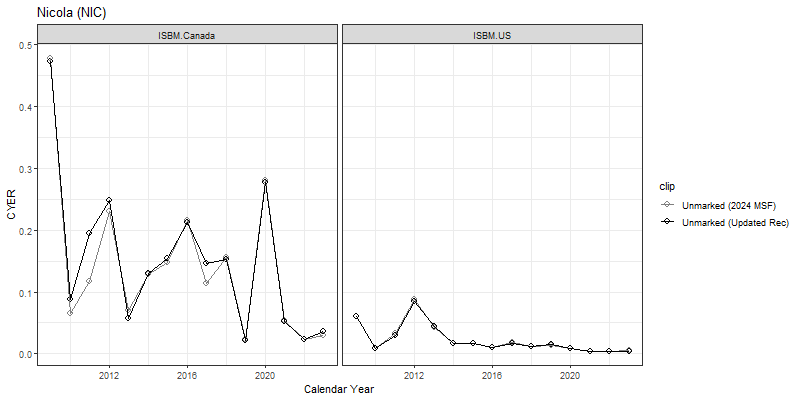 Nicola (NIC)
ISBM.Canada
ISBM.US
0.5
0.4
0.3
0.2
0.1
0.0
CYER
2012
2016
2020
2012
2016
2020
Calendar Year
clip
Unmarked (2024 MSF)
Unmarked (Updated Rec)